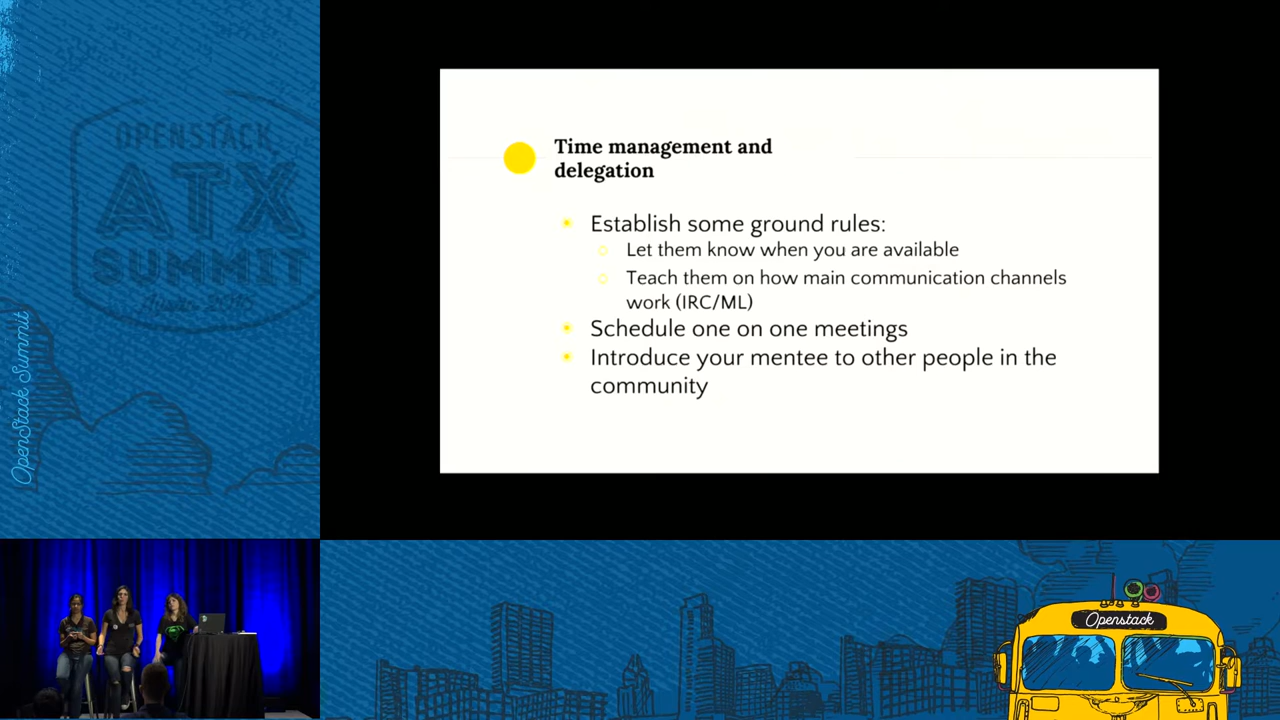 OPENSTACK
ATX
SUMMIT
OpenStack Summit
Time management and
delegation
Establish some ground rules:
Let them know when you are available
Teach them on how main communication channels
work (IRC/ML)
Schedule one on one meetings
Introduce your mentee to other people in the
community
Openstack